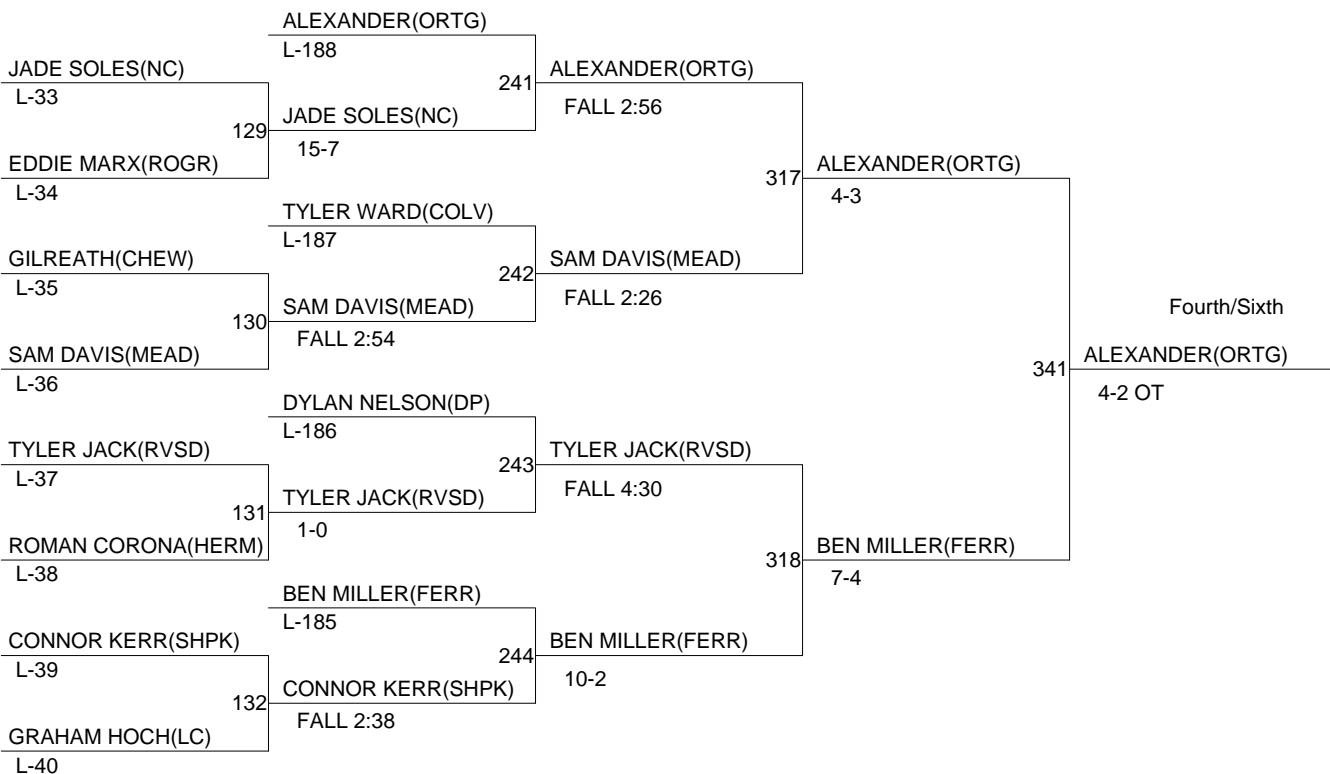 ALEXANDER(ORTG)
L-188
JADE SOLES(NC)
L-33
241
ALEXANDER(ORTG)
FALL 2:56
129
JADE SOLES(NC)
15-7
EDDIE MARX(ROGR)
L-34
317
ALEXANDER(ORTG)
4-3
TYLER WARD(COLV)
L-187
GILREATH(CHEW)
L-35
242
SAM DAVIS(MEAD)
FALL 2:26
130
SAM DAVIS(MEAD)
FALL 2:54
Fourth/Sixth
SAM DAVIS(MEAD)
L-36
341
ALEXANDER(ORTG)
4-2 OT
DYLAN NELSON(DP)
L-186
TYLER JACK(RVSD)
L-37
243
TYLER JACK(RVSD)
FALL 4:30
131
TYLER JACK(RVSD)
1-0
ROMAN CORONA(HERM)
L-38
318
BEN MILLER(FERR)
7-4
BEN MILLER(FERR)
L-185
CONNOR KERR(SHPK)
L-39
244
BEN MILLER(FERR)
10-2
132
CONNOR KERR(SHPK)
FALL 2:38
GRAHAM HOCH(LC)
L-40